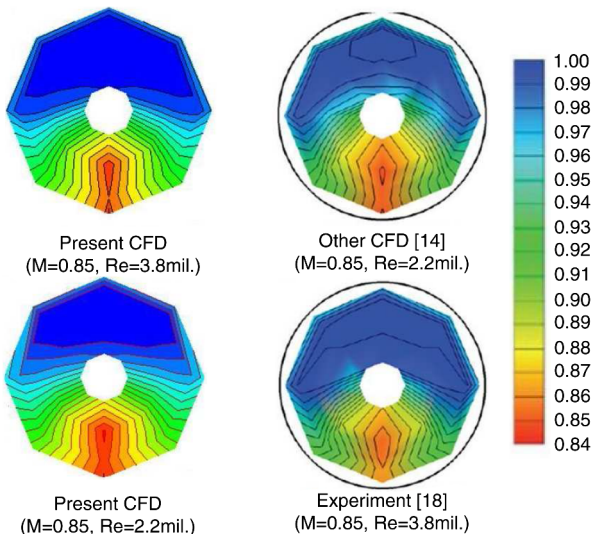 Present CFD
(M=0.85, Re=3.8mil.)
Other CFD [14]
(M=0.85, Re=2.2mil.)
Present CFD
(M=0.85, Re=2.2mil.)
Experiment [18]
(M=0.85, Re=3.8mil.)
1.00
0.99
0.98
0.97
0.96
0.95
0.94
0.93
0.92
0.91
0.90
0.89
0.88
0.87
0.86
0.85
0.84